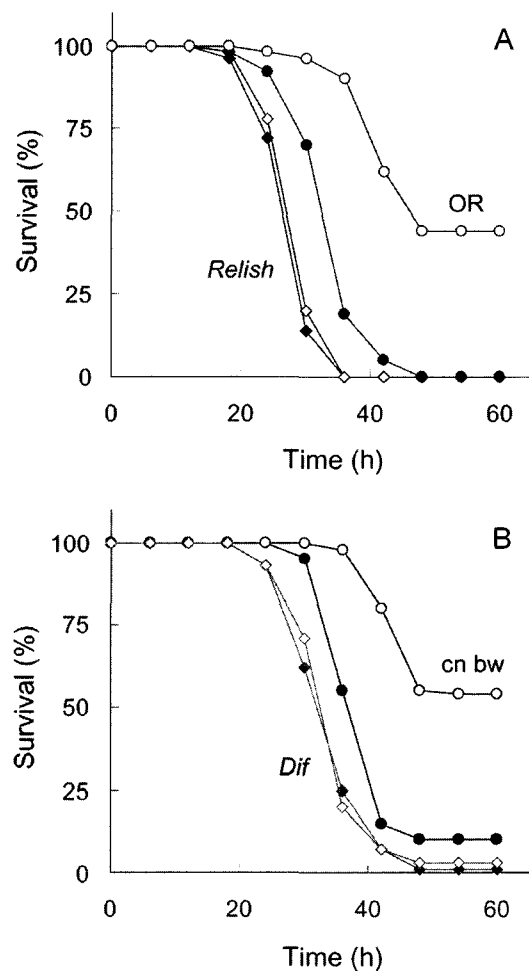 A
Survival (%)
100
75
50
25
0
OR
Relish
0 20 40 60
Time (h)
B
Survival (%)
100
75
50
25
0
cn bw
Dif
0 20 40 60
Time (h)